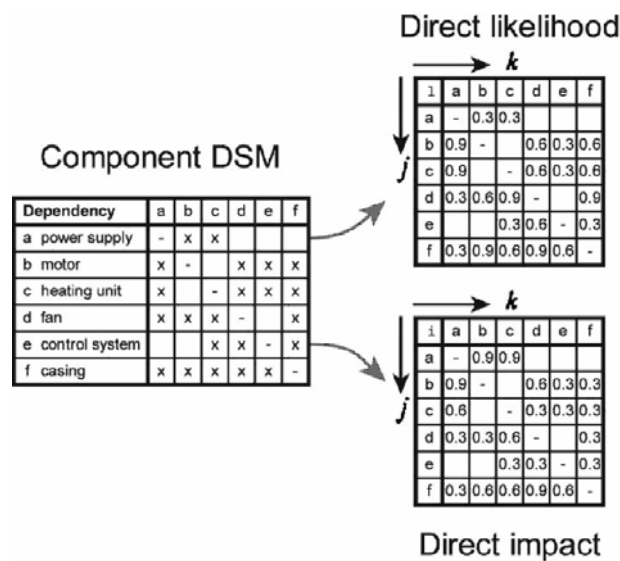 Direct likelihood
k
j
l a b c d e f
a - 0.3 0.3
b 0.9 - 0.6 0.3 0.6
c 0.9 - 0.6 0.3 0.6
d 0.3 0.6 0.9 - 0.9
e 0.3 0.6 - 0.3
f 0.3 0.9 0.6 0.9 0.6 -
Component DSM
Dependency a b c d e f
a power supply - x x
b motor x - x x x
c heating unit x - x x x
d fan x x x - x
e control system x x - x
f casing x x x x x -
k
j
i a b c d e f
a - 0.9 0.9
b 0.9 - 0.6 0.3 0.3
c 0.6 - 0.3 0.3 0.3
d 0.3 0.3 0.6 - 0.3
e 0.3 0.3 - 0.3
f 0.3 0.6 0.6 0.9 0.6 -
Direct impact